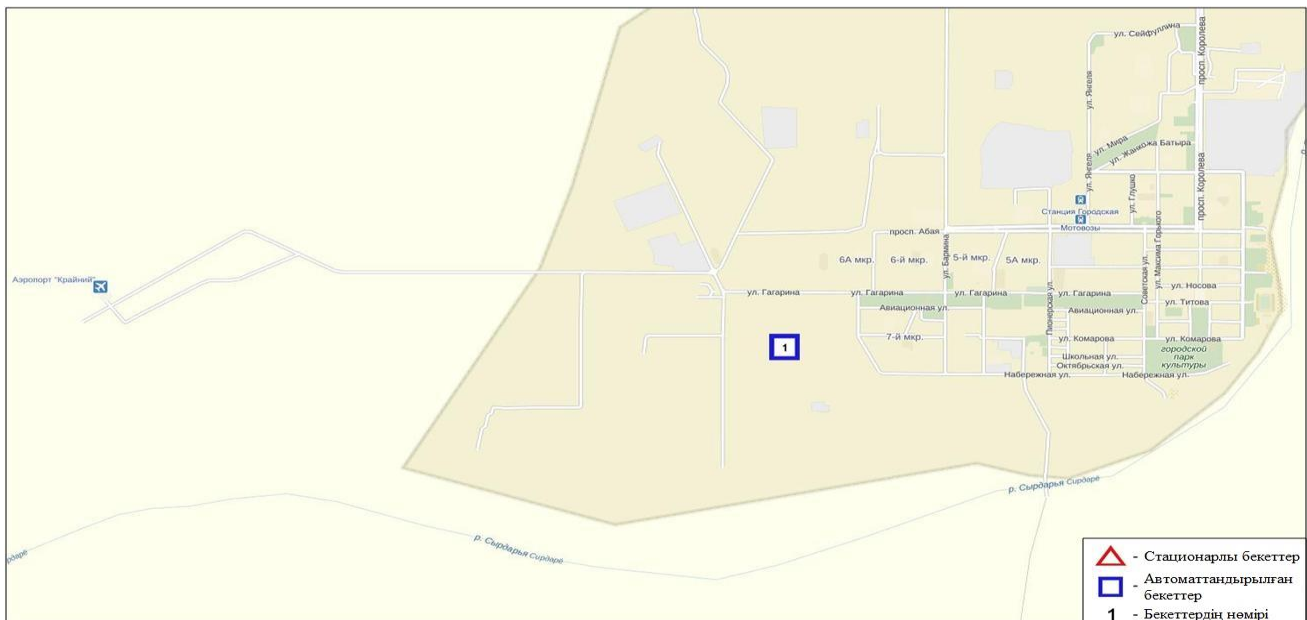 ул. Сейфуллина
просп. Королева
ул. Янгеля
ул. Мира
ул. Жанкожа Батыра
ул. Янгеля
ул. Глушко
просп. Королева
Станция Городская
Мотовозы
ул. Максима Горького
просп. Абая
ул. Бармина
6А мкр.
6-й мкр.
5-й мкр.
5А мкр.
Советская ул.
Аэропорт "Крайний"
ул. Гагарина
ул. Гагарина
ул. Гагарина
ул. Гагарина
ул. Носова
ул. Титова
Пионерская ул.
Авиационная ул.
Авиационная ул.
7-й мкр.
ул. Комарова
ул. Комарова
1
городской
парк
культуры
Школьная ул.
Октябрьская ул.
Набережная ул.
Набережная ул.
р. Сырдарья Сирдарё
р. Сырдарья Сирдарё
- Стационарлы бекеттер
- Автоматтандырылған
бекеттер
1 - Бекеттердің нөмірі